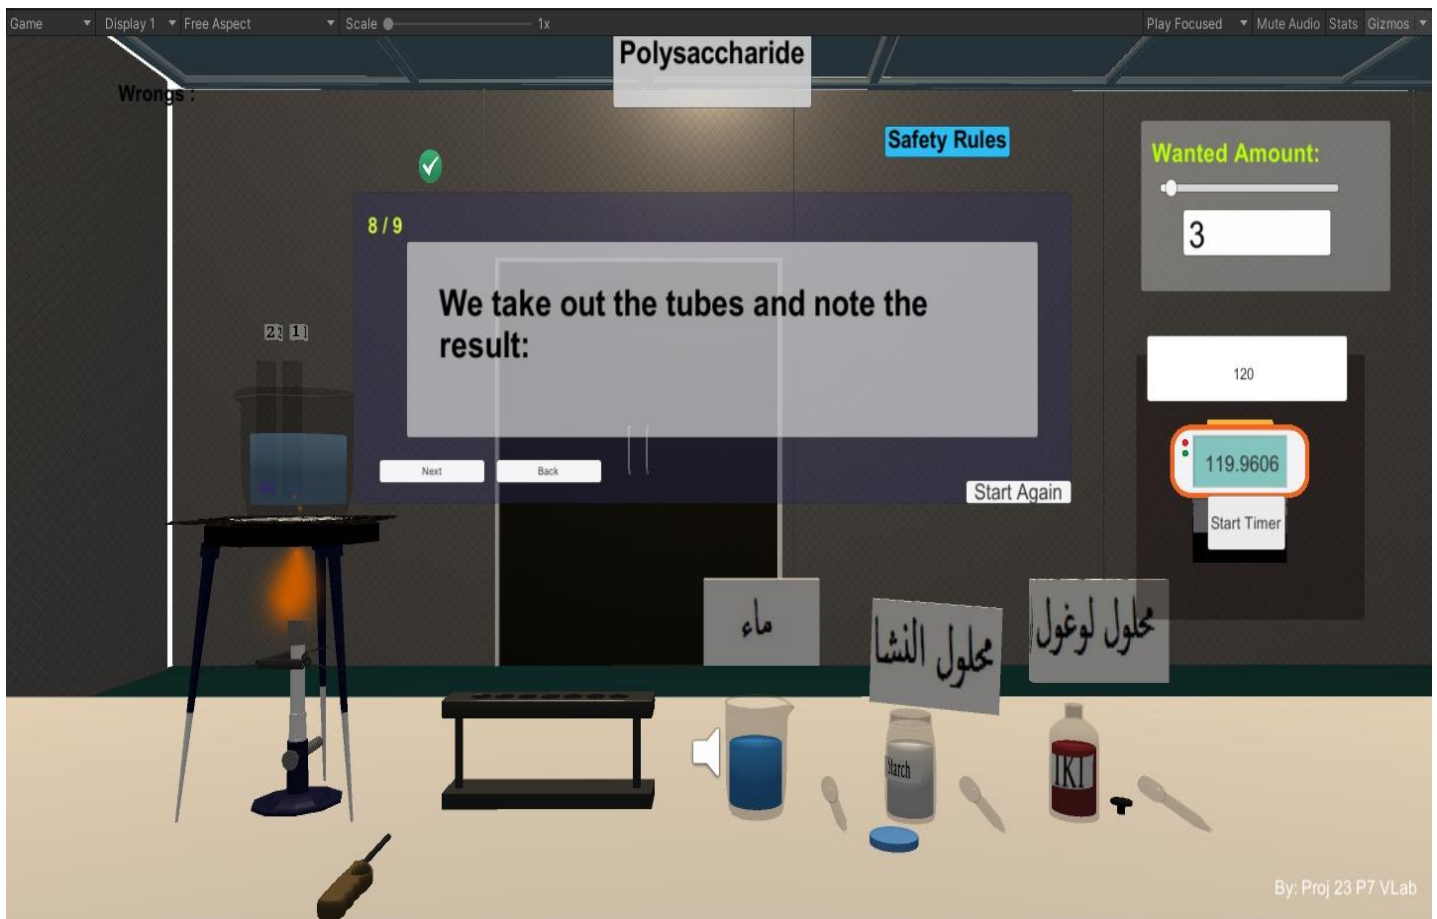 Game Display 1 Free Aspect Scale 1x Play Focused Mute Audio Stats Gizmos
Polysaccharide
Wrongs :
Safety Rules
Wanted Amount:
3
8 / 9
We take out the tubes and note the
result:
2 1
120
119.9606
Next Back
Start Again
Start Timer
ماء
محلول النشا
محلول لوغول
Starch
IKI
By: Proj 23 P7 VLab